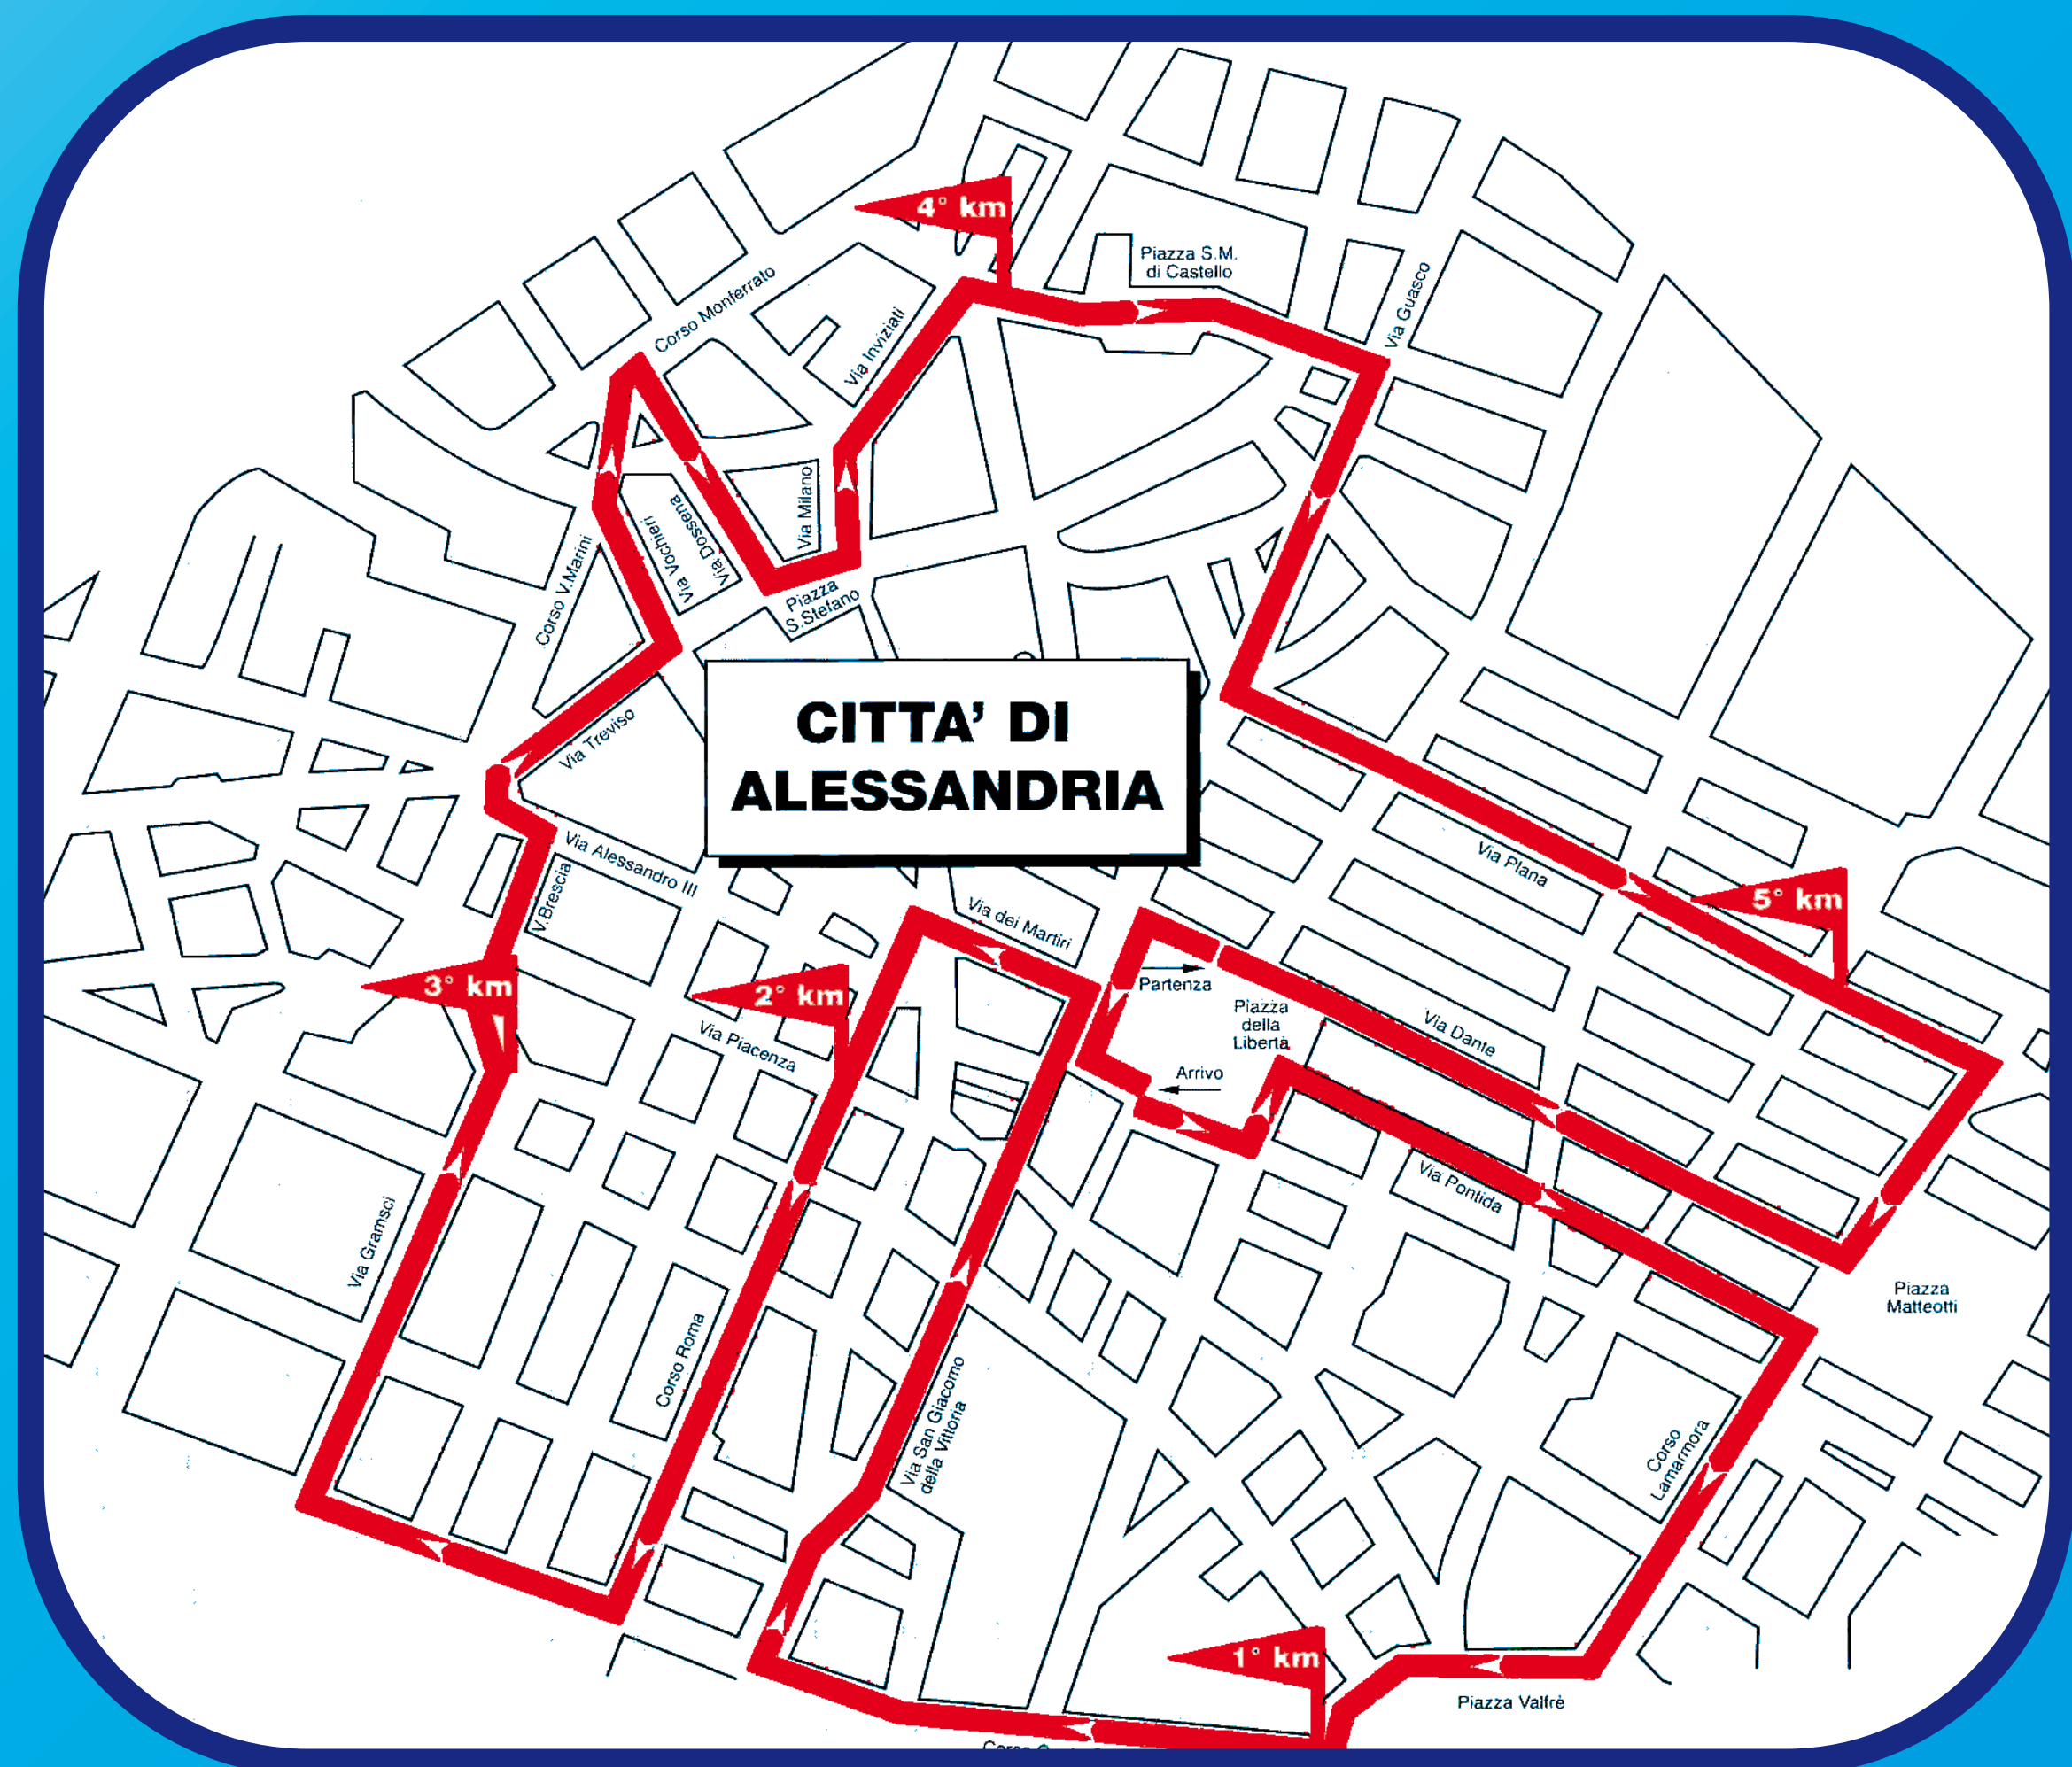 4° km
Piazza S.M.
di Castello
Via Guasco
Corso Monferrato
Via Inviziati
Via Milano
Via Dossena
Via Vochieri
Corso V.Marini
Piazza
S.Stefano
Via Treviso
CITTA’ DI
ALESSANDRIA
Via Alessandro III
V.Brescia
Via Plana
5° km
Via dei Martiri
3° km
2° km
Partenza
Piazza
della
Libertà
Via Dante
Via Piacenza
Arrivo
Via Pontida
Via Gramsci
Piazza
Matteotti
Corso Roma
Via San Giacomo
della Vittoria
Corso
Lamarmora
1° km
Piazza Valfrè
Corso